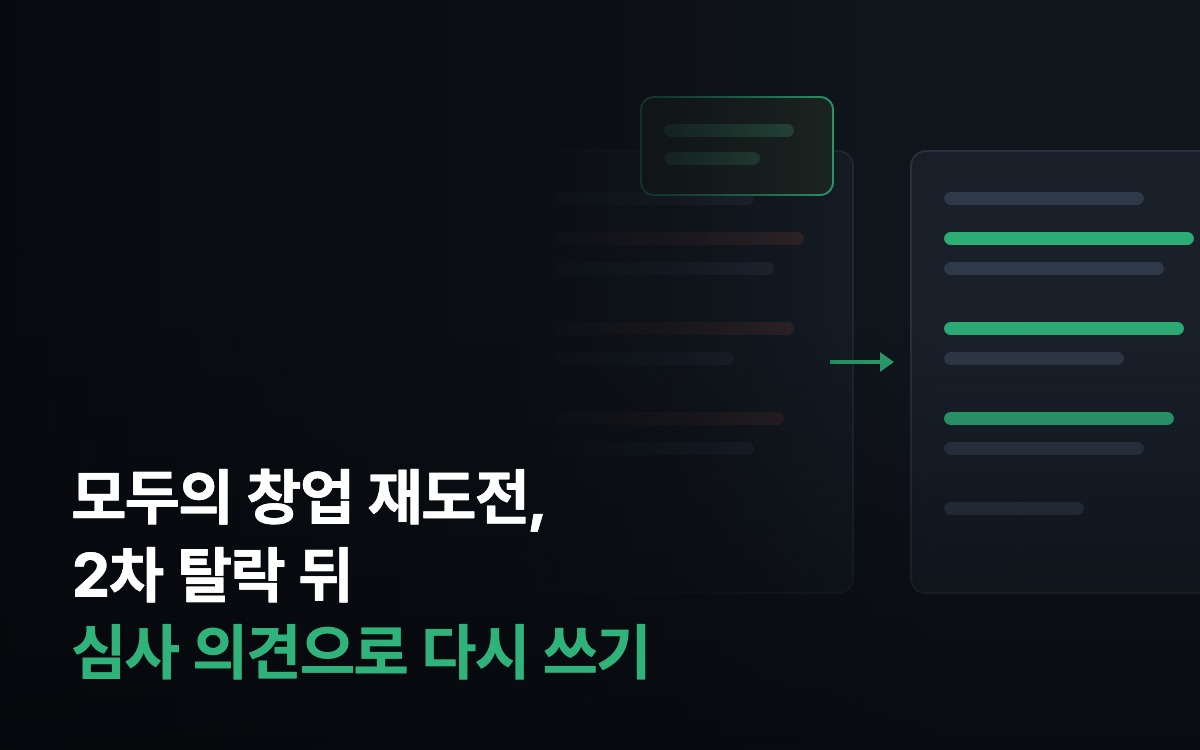 모두의 창업 재도전,
2차 탈락 뒤
심사 의견으로 다시 쓰기